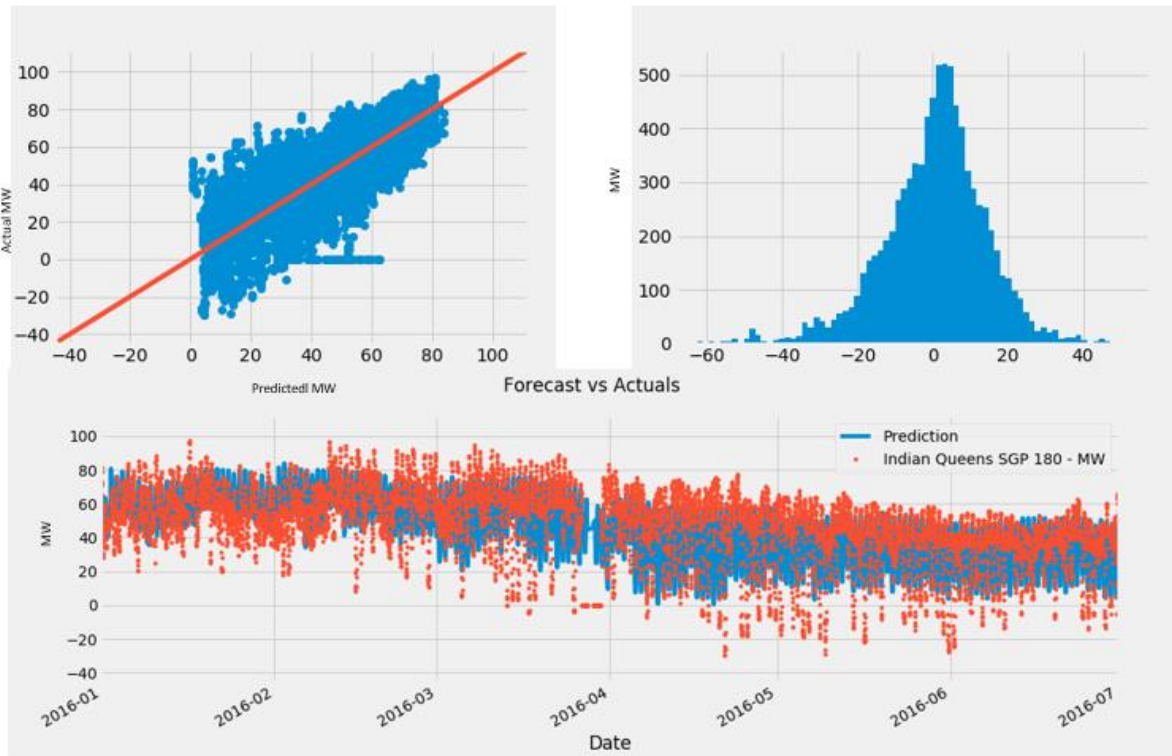 100
80
60
40
20
0
−20
−40
Actual MW
−40 −20 0 20 40 60 80 100
Predictedl MW
500
400
300
200
100
0
MW
−60 −40 −20 0 20 40
Forecast vs Actuals
100
80
60
40
20
0
−20
−40
MW
Prediction
Indian Queens SGP 180 - MW
2016-01 2016-02 2016-03 2016-04 2016-05 2016-06 2016-07
Date